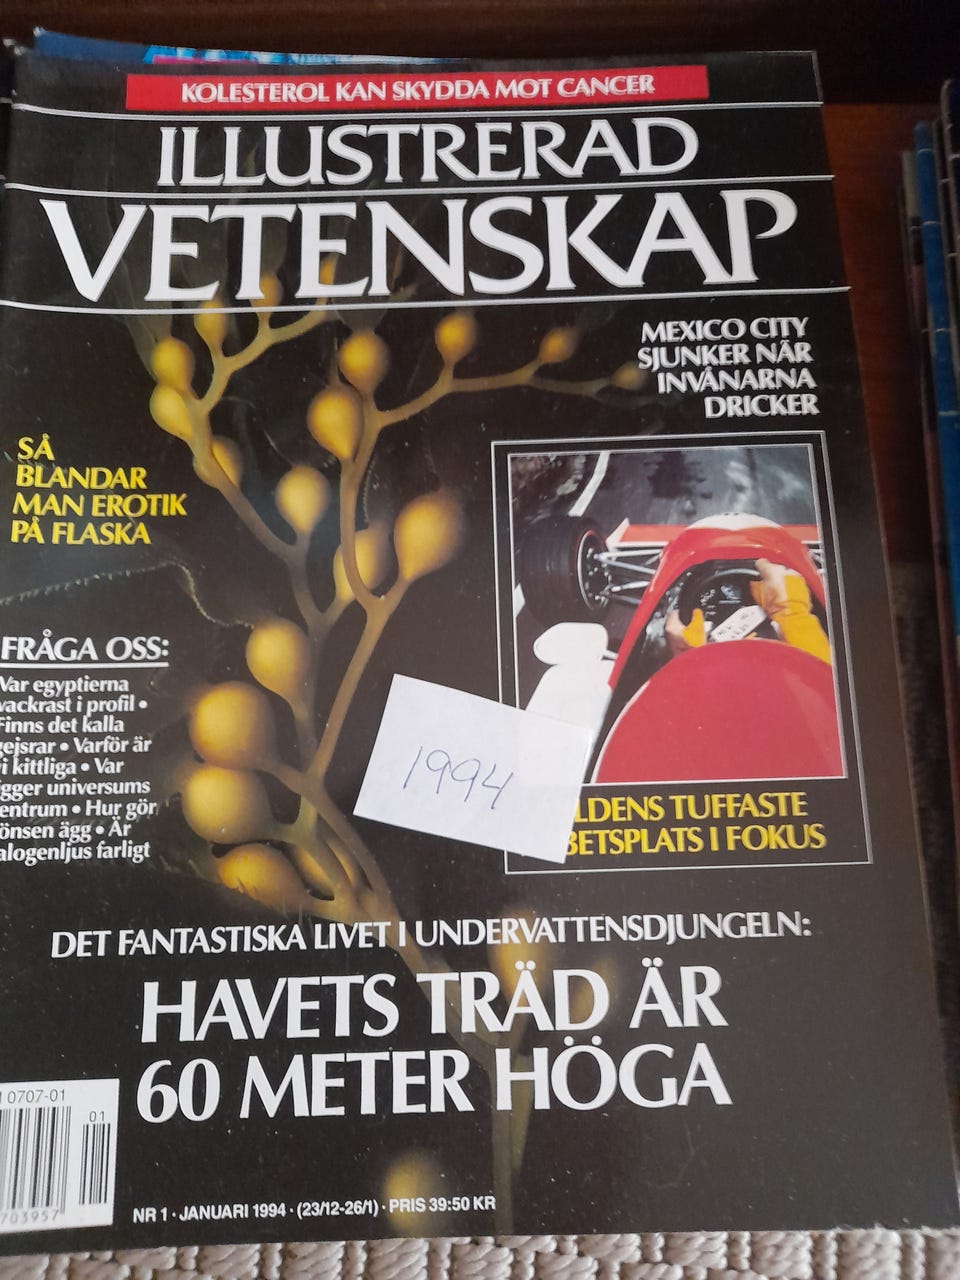 KOLESTEROL KAN SKYDDA MOT CANCER
ILLUSTRERAD
VETENSKAP
MEXICO CITY
SJUNKER NÄR
INVÅNARNA
DRICKER
SÅ
BLANDAR
MAN EROTIK
PÅ FLASKA
FRÅGA OSS:
Var egyptierna
vackrast i profil •
Finns det kalla
gejsrar • Varför är
vi kittliga • Var
igger universums
entrum • Hur gör
önsen ägg • Är
alogenljus farligt
1994
LDENS TUFFASTE
BETSPLATS I FOKUS
DET FANTASTISKA LIVET I UNDERVATTENSDJUNGELN:
HAVETS TRÄD ÄR
60 METER HÖGA
0707-01
01
703957
NR 1 · JANUARI 1994 · (23/12-26/1) · PRIS 39:50 KR